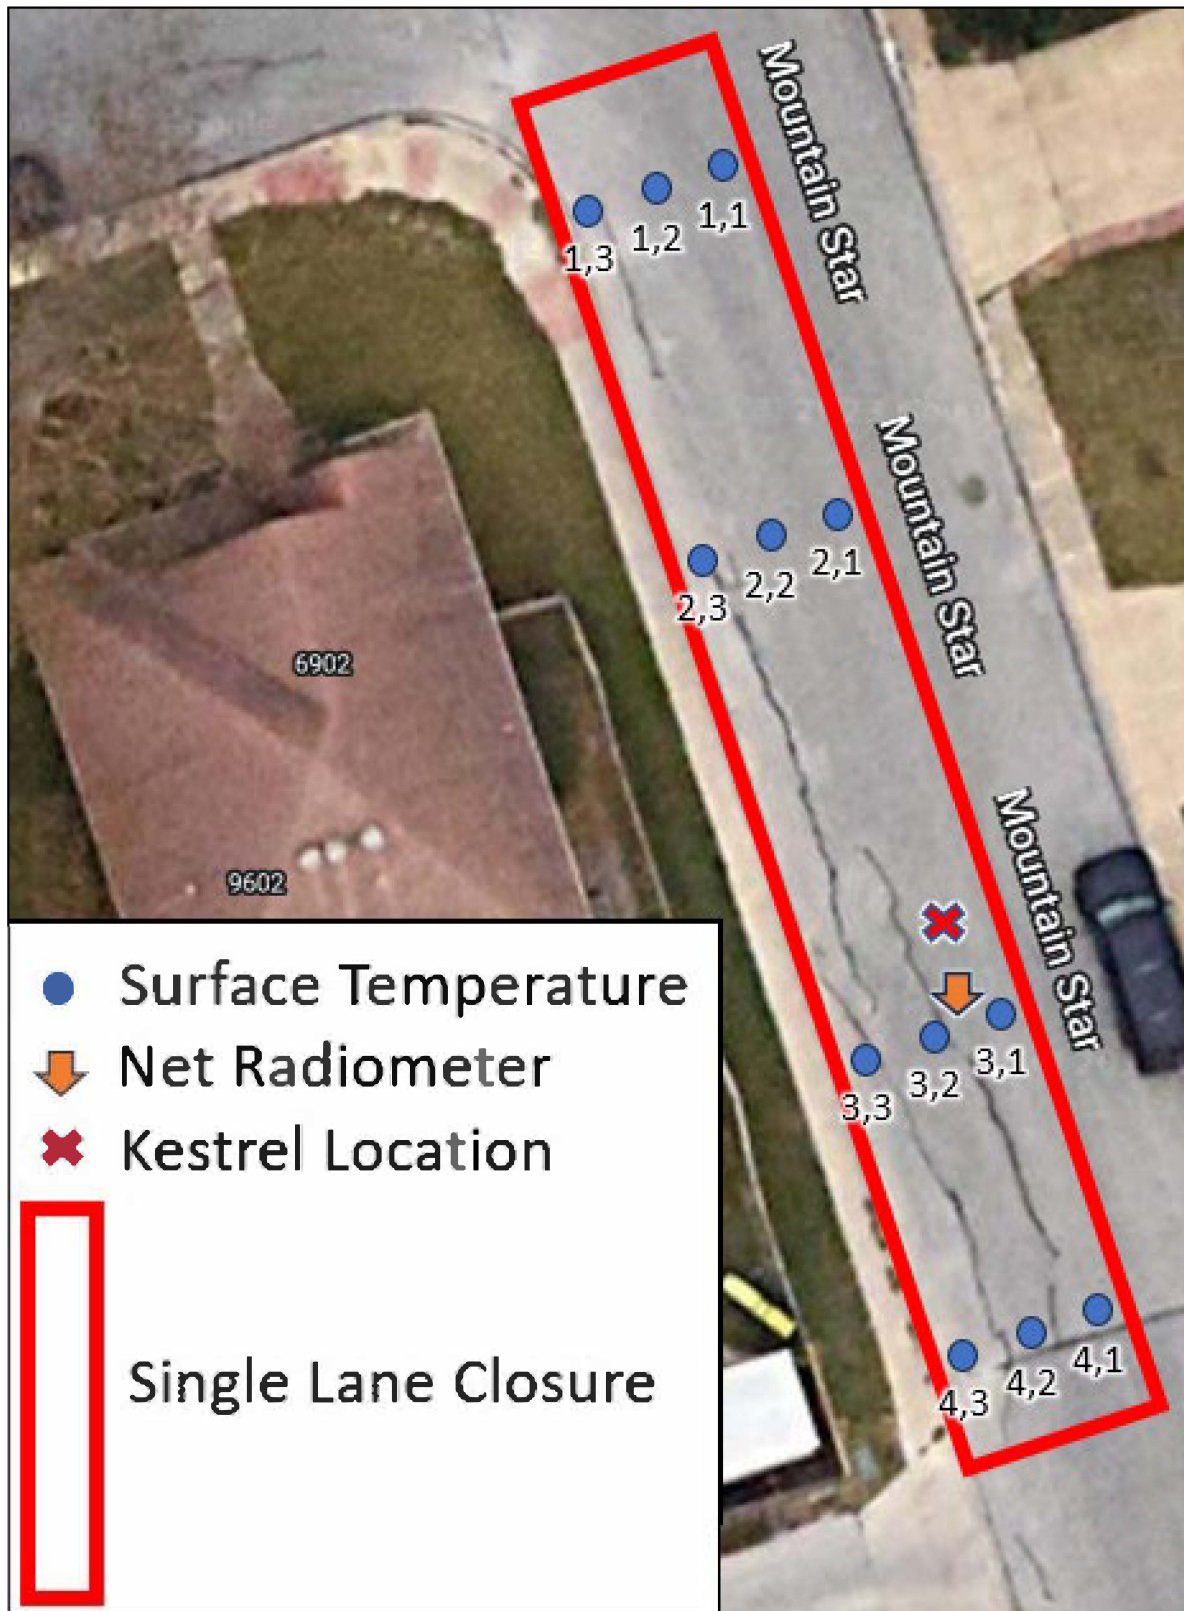 Mountain Star
1,1
1,2
1,3
Mountain Star
2,1
2,2
2,3
6902
Mountain Star
9602
3,1
3,2
3,3
4,1
4,2
4,3
Surface Temperature
Net Radiometer
Kestrel Location
Single Lane Closure